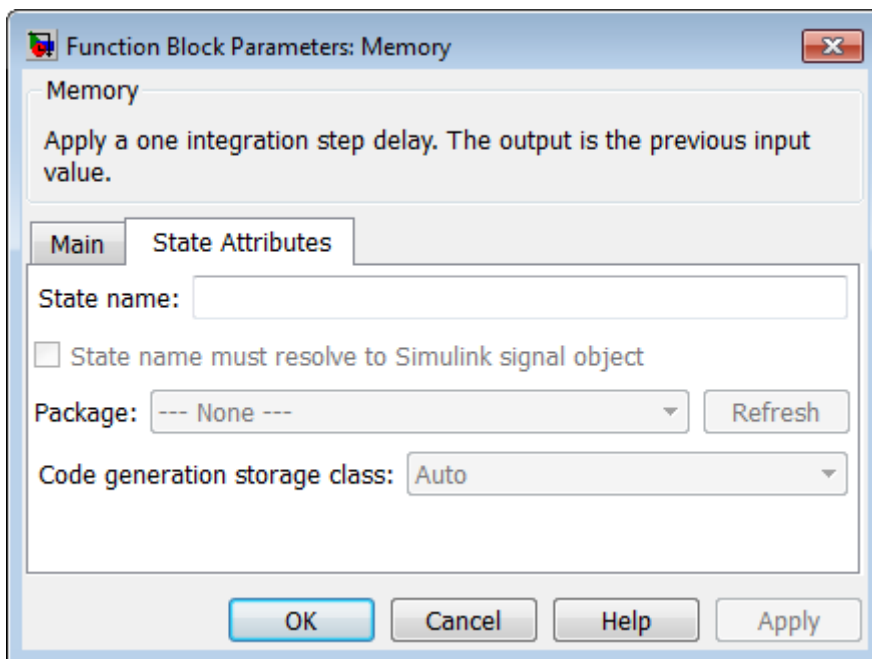 Function Block Parameters: Memory
Memory
Apply a one integration step delay. The output is the previous input
value.
Main State Attributes
State name:
State name must resolve to Simulink signal object
Package: --- None --- Refresh
Code generation storage class: Auto
OK Cancel Help Apply